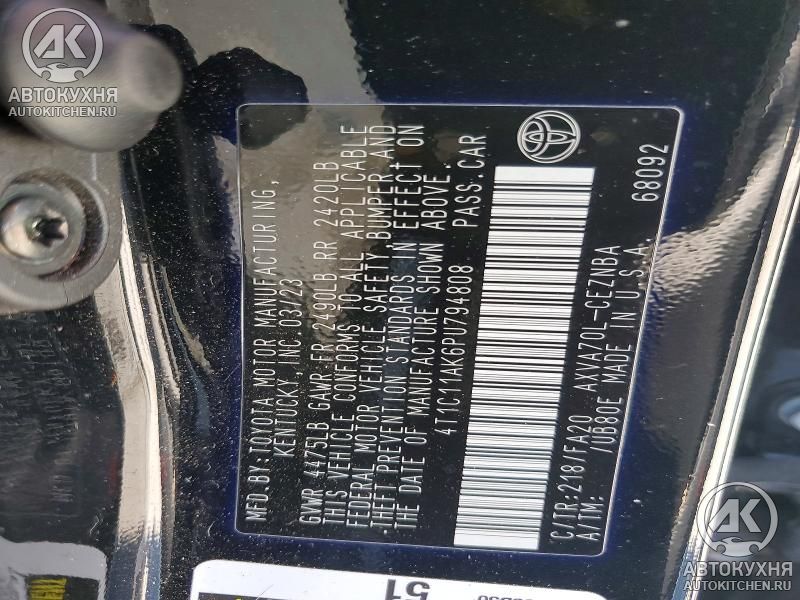 MFD.BY:TOYOTA MOTOR MANUFACTURING,
KENTUCKY, INC.03/23
GWR 4475LB GAWR FR 2490LB RR 2420LB
THIS VEHICLE CONFORMS TO ALL APPLICABLE
FEDERAL MOTOR VEHICLE SAFETY, BUMPER AND
THEFT PREVENTION STANDARDS IN EFFECT ON
THE DATE OF MANUFACTURE SHOWN ABOVE.
4T1C11AK6PU794808 PASS.CAR
C/TR:218/FA20 AXVA70L-CEZNBA 68092
A/TM: /UB80E MADE IN U.S.A.
51
АК
АВТОКУХНЯ
AUTOKITCHEN.RU
АК
АВТОКУХНЯ
AUTOKITCHEN.RU